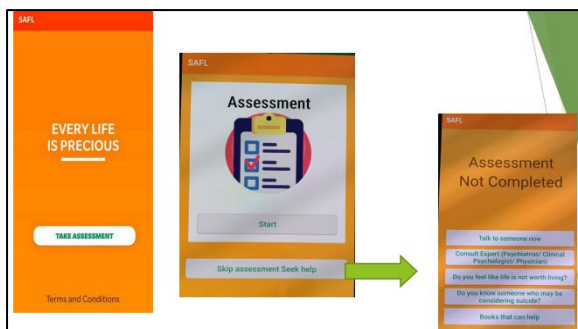 SAFL
EVERY LIFE
IS PRECIOUS
TAKE ASSESSMENT
Terms and Conditions
SAFL
Assessment
Start
Skip assessment Seek help
SAFL
Assessment
Not Completed
Talk to someone now
Consult Expert (Psychiatrist/ Clinical
Psychologist/ Physician)
Do you feel like life is not worth living?
Do you know someone who may be
considering suicide?
Books that can help